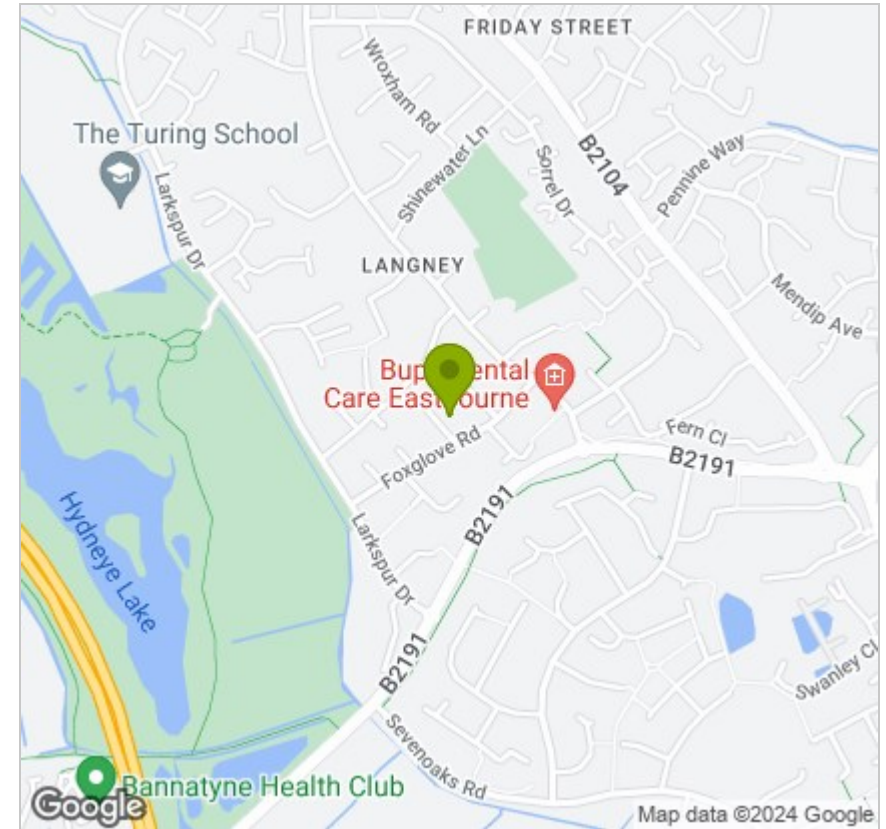 FRIDAY STREET
Wroxham Rd
B2104
The Turing School
Shinewater Ln
Sorrel Dr
Pennine Way
Larkspur Dr
LANGNEY
Mendip Ave
ental
Care Eastbourne
Foxglove Rd
Fern Cl
B2191
B2191
Hydneye Lake
Larkspur Dr
Swanley Cl
B2191
Sevenoaks Rd
Bannatyne Health Club
Google
Map data ©2024 Google